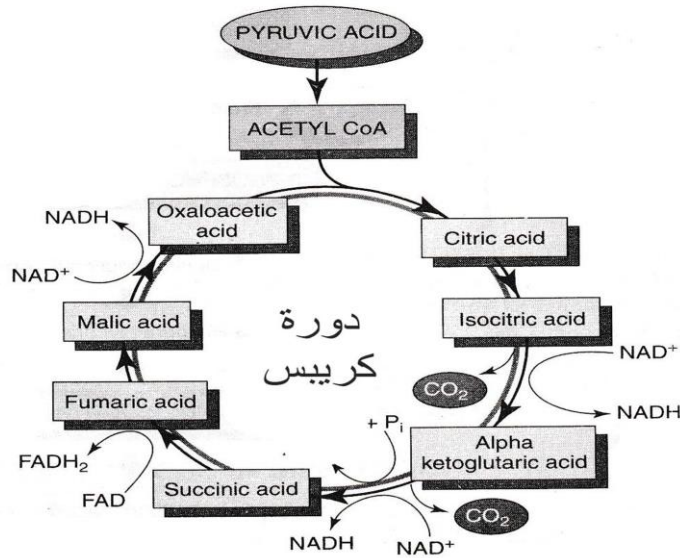 PYRUVIC ACID
ACETYL CoA
Oxaloacetic
acid
Citric acid
Isocitric acid
NAD+
NADH
CO2
Alpha
ketoglutaric acid
CO2
+ Pi
NAD+
NADH
Succinic acid
FAD
FADH2
Fumaric acid
Malic acid
NAD+
NADH
دورة
كريبس